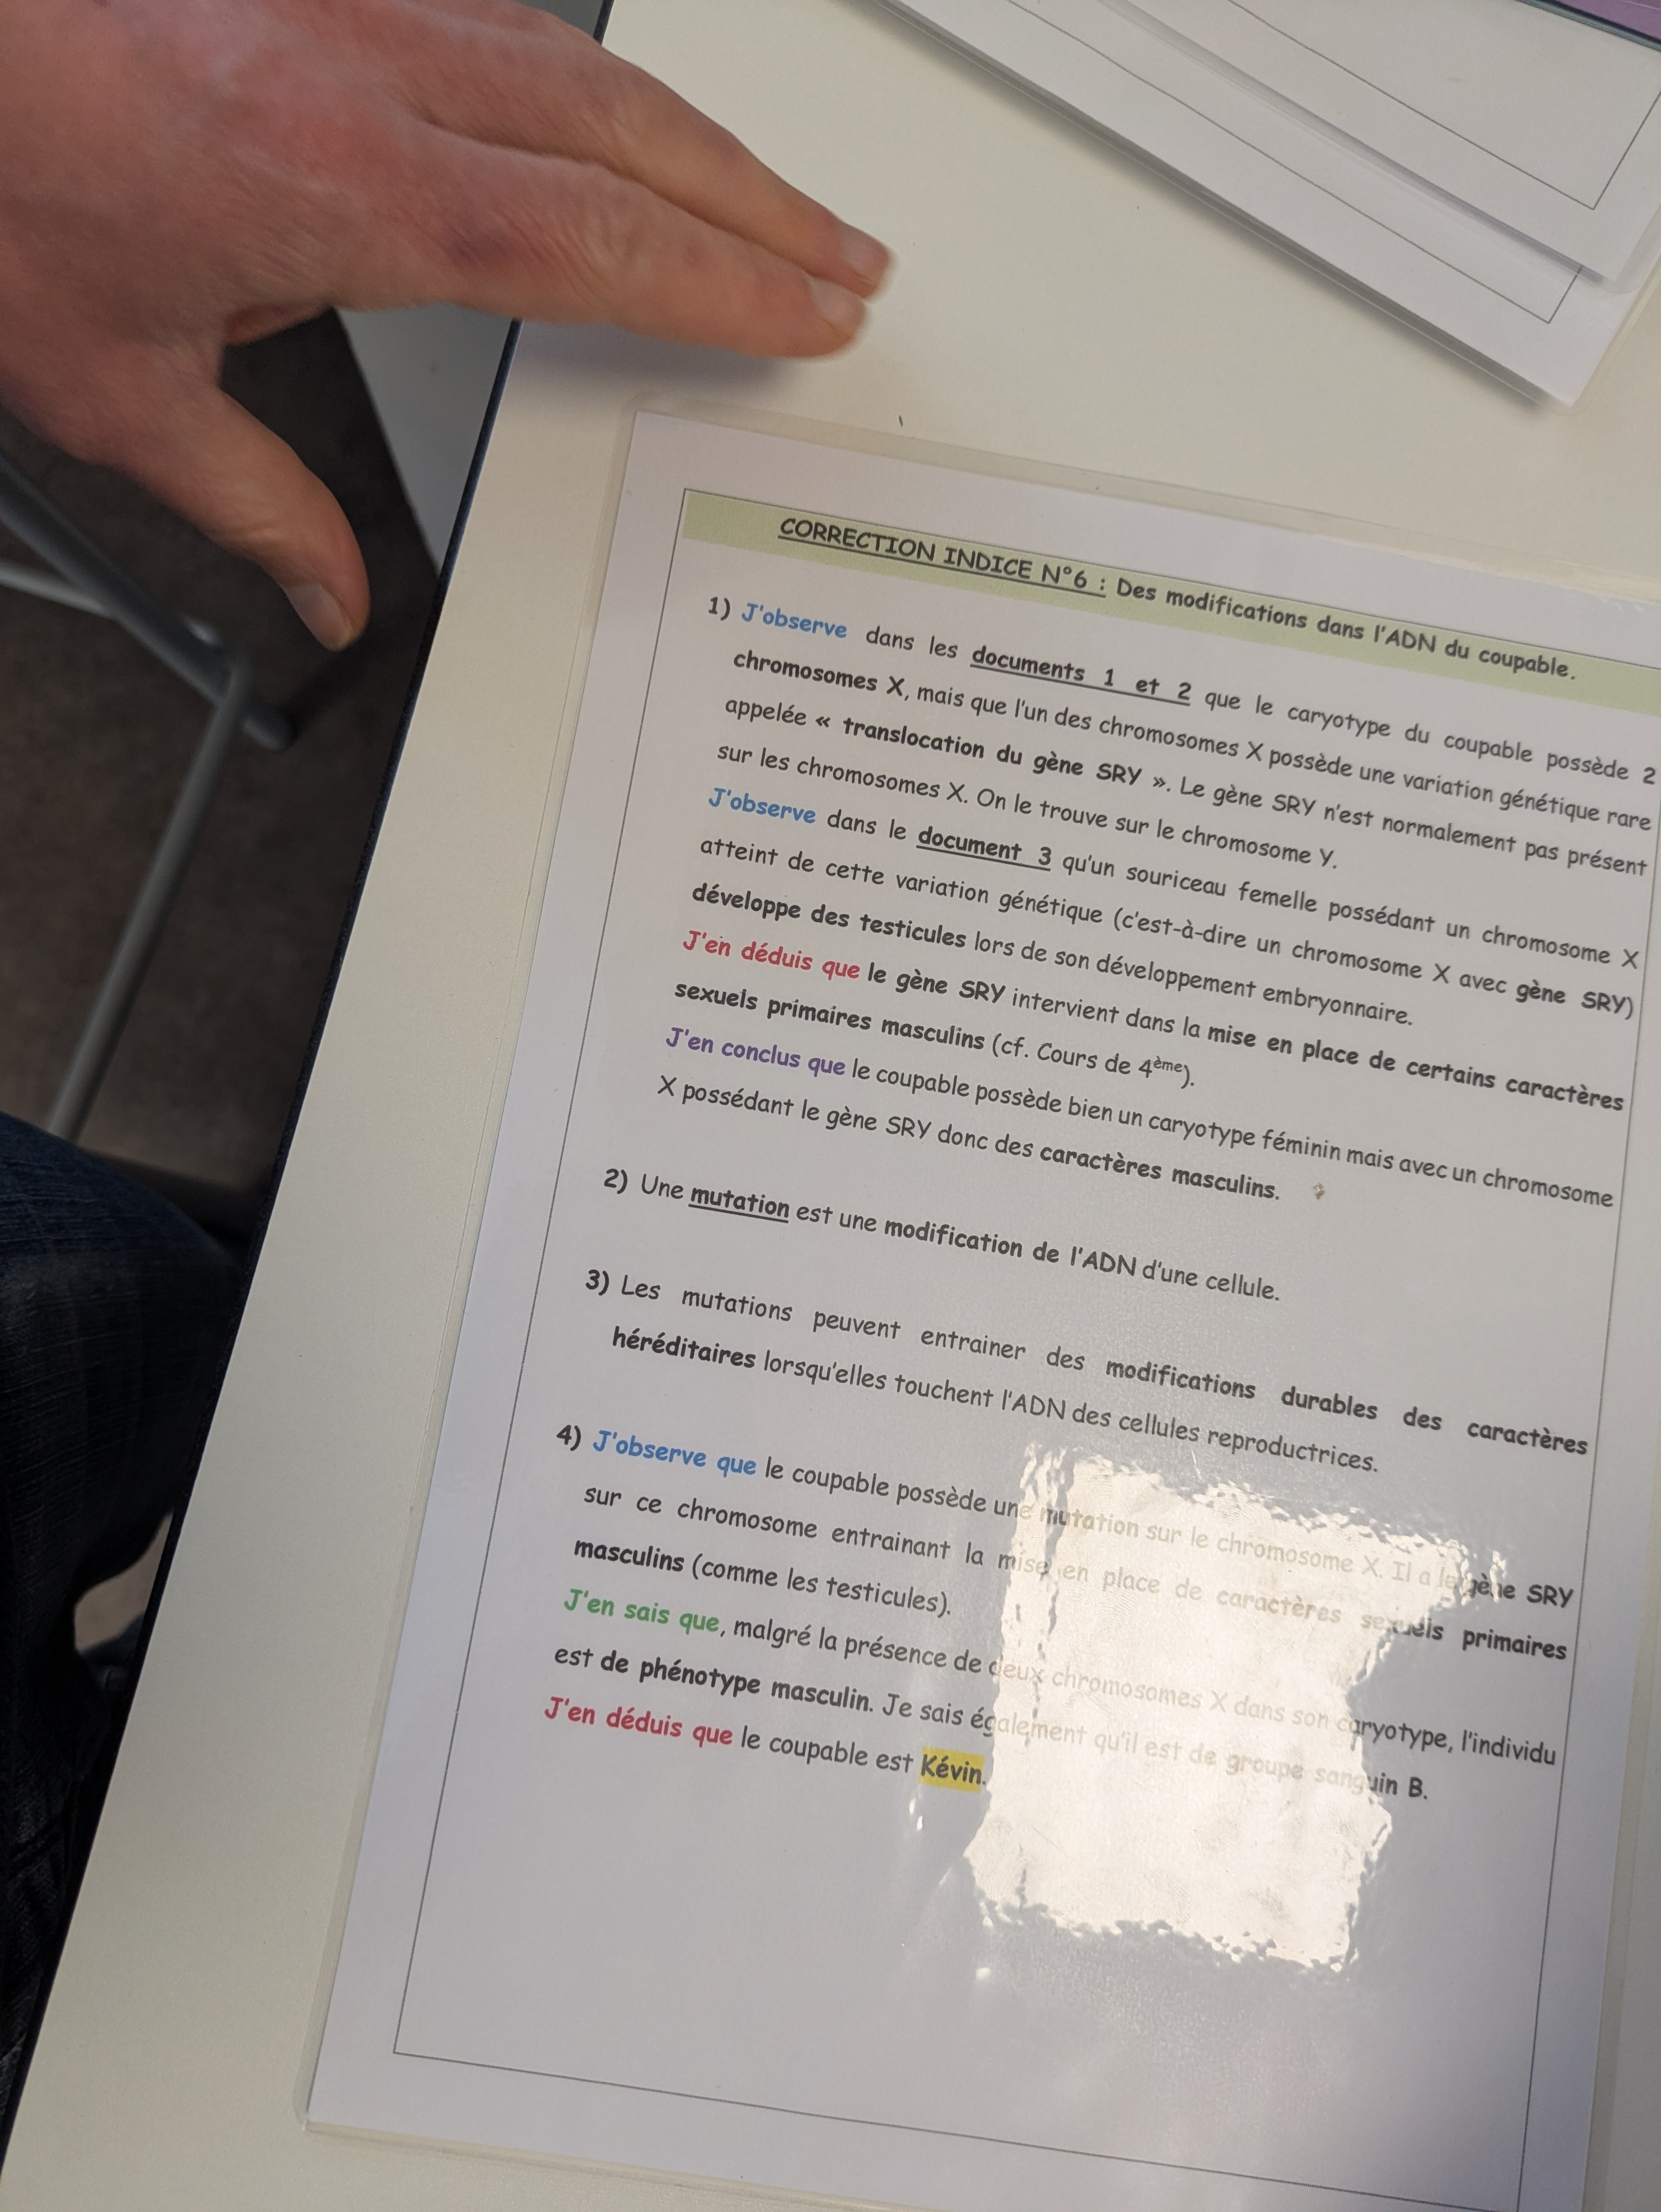 CORRECTION INDICE N°6 : Des modifications dans l'ADN du coupable.
1) J'observe dans les documents 1 et 2 que le caryotype du coupable possède 2
chromosomes X, mais que l'un des chromosomes X possède une variation génétique rare
appelée « translocation du gène SRY ». Le gène SRY n'est normalement pas présent
sur les chromosomes X. On le trouve sur le chromosome Y.
J'observe dans le document 3 qu'un souriceau femelle possédant un chromosome X
atteint de cette variation génétique (c'est-à-dire un chromosome X avec gène SRY)
développe des testicules lors de son développement embryonnaire.
J'en déduis que le gène SRY intervient dans la mise en place de certains caractères
sexuels primaires masculins (cf. Cours de 4ème).
J'en conclus que le coupable possède bien un caryotype féminin mais avec un chromosome
X possédant le gène SRY donc des caractères masculins.
2) Une mutation est une modification de l'ADN d'une cellule.
3) Les mutations peuvent entrainer des modifications durables des caractères
héréditaires lorsqu'elles touchent l'ADN des cellules reproductrices.
4) J'observe que le coupable possède une mutation sur le chromosome X. Il a le gène SRY
sur ce chromosome entrainant la mise en place de caractères sexuels primaires
masculins (comme les testicules).
J'en sais que, malgré la présence de deux chromosomes X dans son caryotype, l'individu
est de phénotype masculin. Je sais également qu'il est de groupe sanguin B.
J'en déduis que le coupable est Kévin.